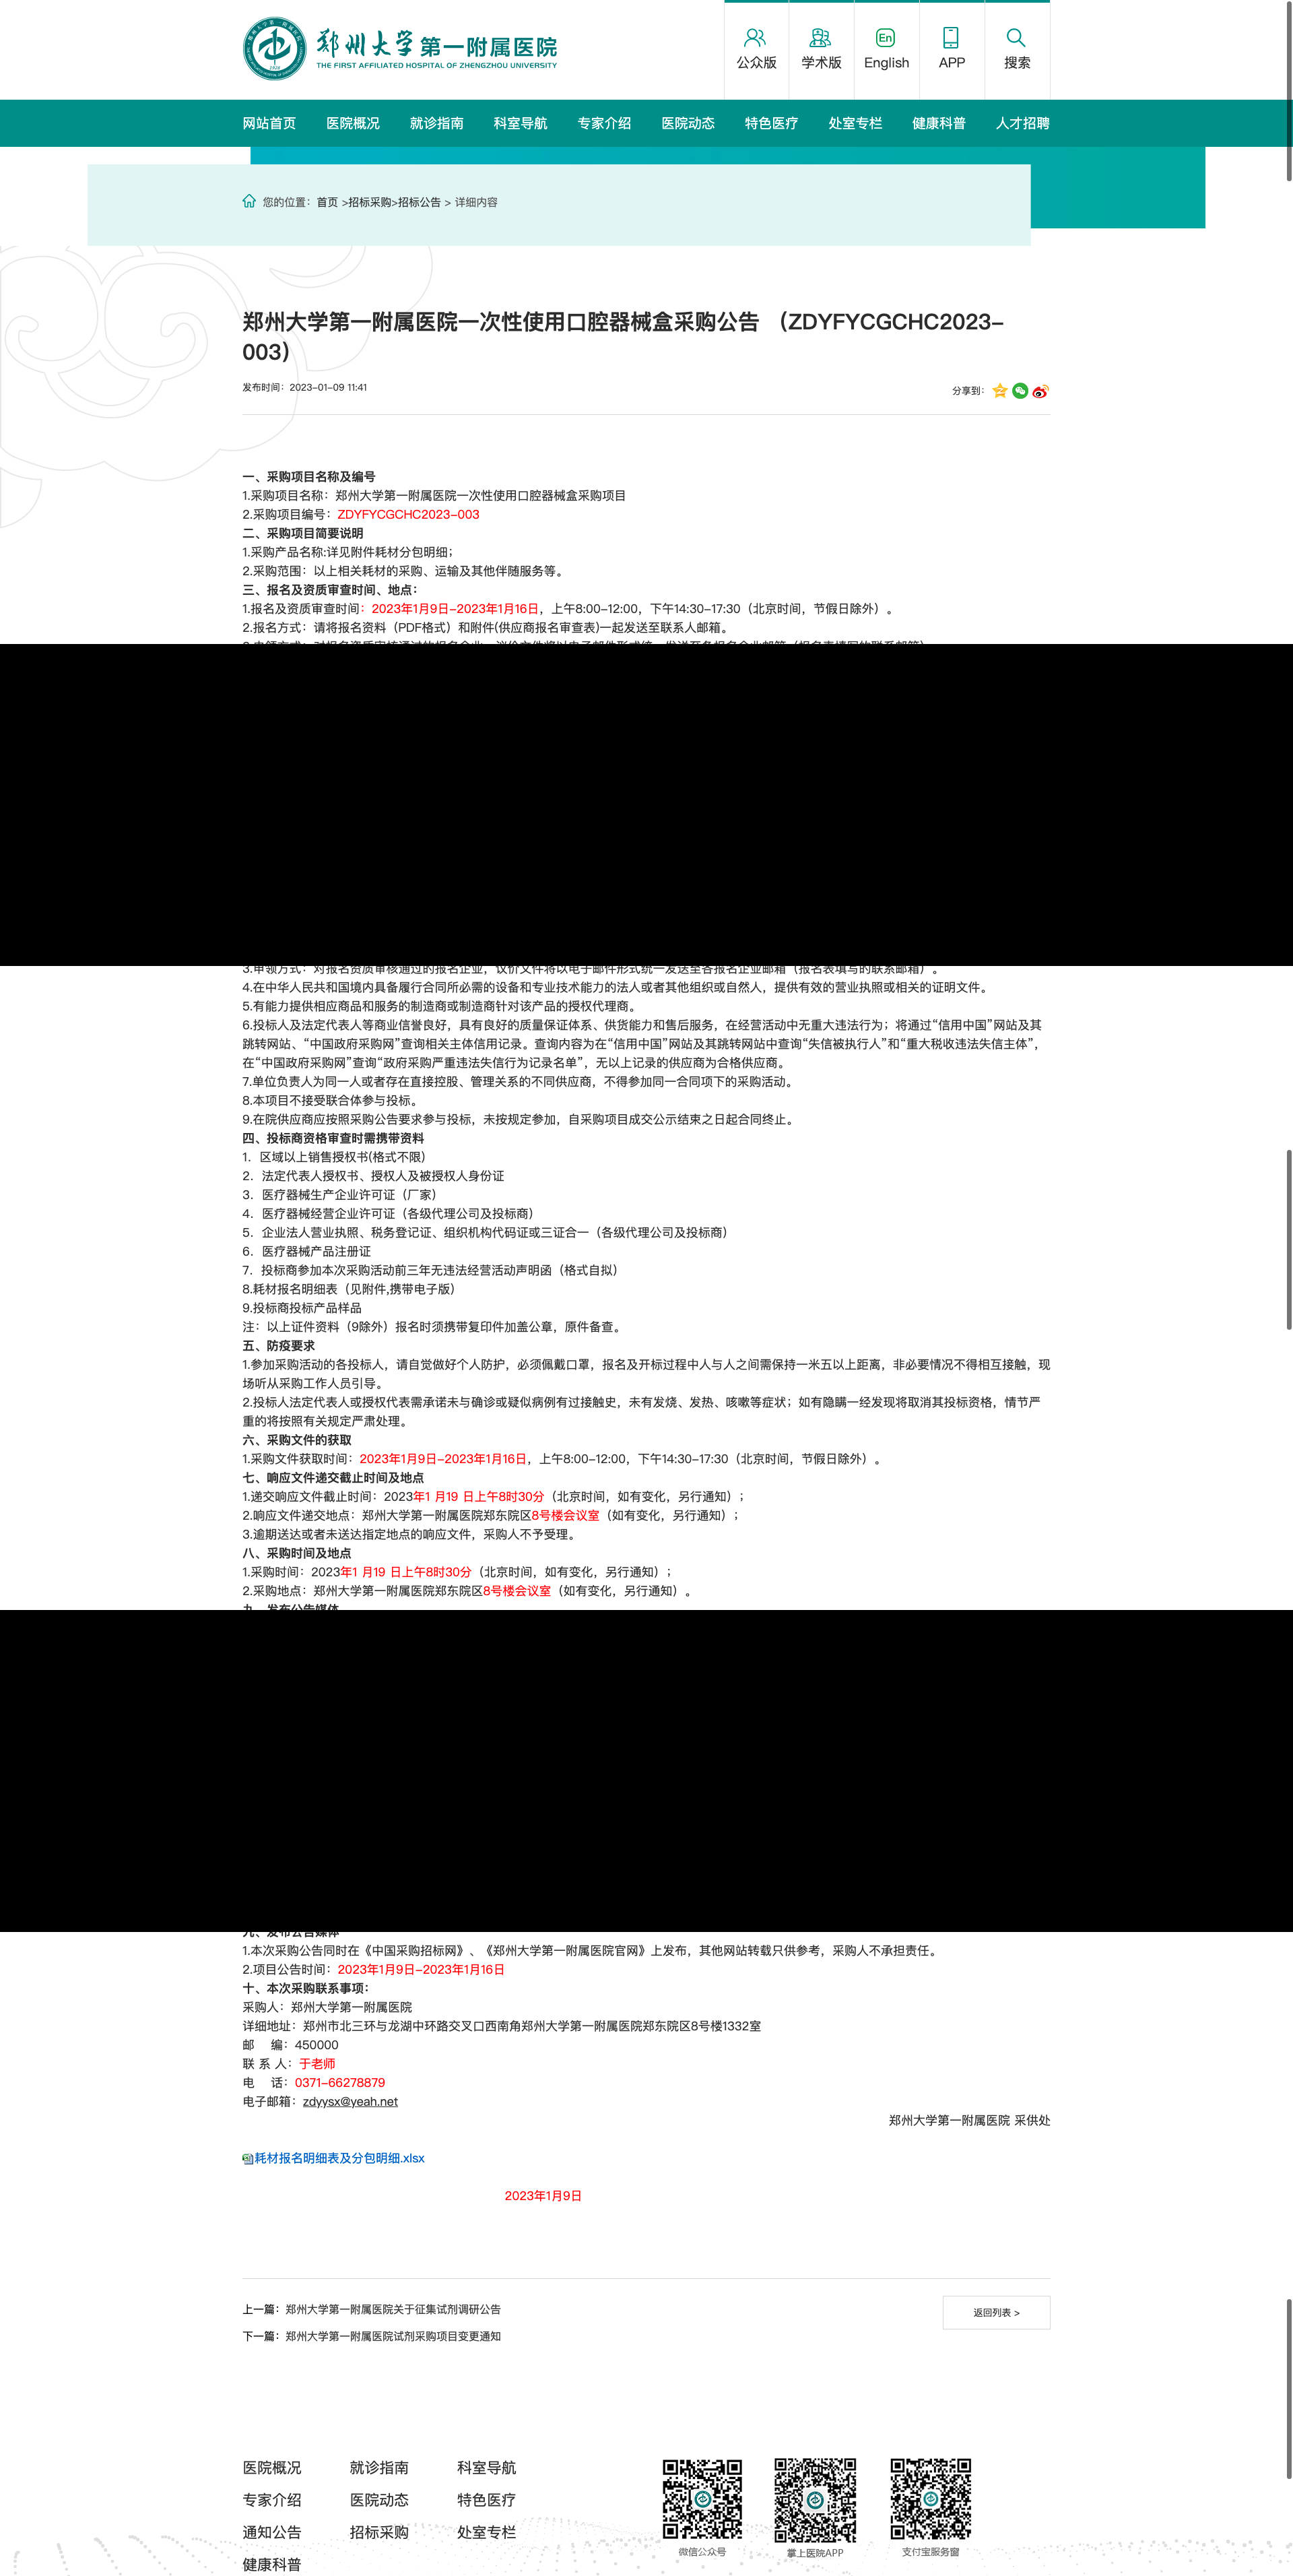 郑州大学第一附属医院
THE FIRST AFFILIATED HOSPITAL OF ZHENGZHOU UNIVERSITY
公众版
学术版
En
English
APP
搜索
网站首页 医院概况 就诊指南 科室导航 专家介绍 医院动态 特色医疗 处室专栏 健康科普 人才招聘
您的位置：首页 >招标采购>招标公告 > 详细内容
郑州大学第一附属医院一次性使用口腔器械盒采购公告 （ZDYFYCGCHC2023-
003）
发布时间：2023-01-09 11:41
分享到：
一、采购项目名称及编号
1.采购项目名称：郑州大学第一附属医院一次性使用口腔器械盒采购项目
2.采购项目编号：ZDYFYCGCHC2023-003
二、采购项目简要说明
1.采购产品名称:详见附件耗材分包明细；
2.采购范围：以上相关耗材的采购、运输及其他伴随服务等。
三、报名及资质审查时间、地点：
1.报名及资质审查时间：2023年1月9日-2023年1月16日，上午8:00-12:00，下午14:30-17:30（北京时间，节假日除外）。
2.报名方式：请将报名资料（PDF格式）和附件(供应商报名审查表)一起发送至联系人邮箱。
3.申领方式：对报名资质审核通过的报名企业，议价文件将以电子邮件形式统一发送至各报名企业邮箱（报名表填写的联系邮箱）。
4.在中华人民共和国境内具备履行合同所必需的设备和专业技术能力的法人或者其他组织或自然人，提供有效的营业执照或相关的证明文件。
5.有能力提供相应商品和服务的制造商或制造商针对该产品的授权代理商。
6.投标人及法定代表人等商业信誉良好，具有良好的质量保证体系、供货能力和售后服务，在经营活动中无重大违法行为；将通过“信用中国”网站及其
跳转网站、“中国政府采购网”查询相关主体信用记录。查询内容为在“信用中国”网站及其跳转网站中查询“失信被执行人”和“重大税收违法失信主体”，
在“中国政府采购网”查询“政府采购严重违法失信行为记录名单”，无以上记录的供应商为合格供应商。
7.单位负责人为同一人或者存在直接控股、管理关系的不同供应商，不得参加同一合同项下的采购活动。
8.本项目不接受联合体参与投标。
9.在院供应商应按照采购公告要求参与投标，未按规定参加，自采购项目成交公示结束之日起合同终止。
四、投标商资格审查时需携带资料
1. 区域以上销售授权书(格式不限)
2. 法定代表人授权书、授权人及被授权人身份证
3. 医疗器械生产企业许可证（厂家）
4. 医疗器械经营企业许可证（各级代理公司及投标商）
5. 企业法人营业执照、税务登记证、组织机构代码证或三证合一（各级代理公司及投标商）
6. 医疗器械产品注册证
7. 投标商参加本次采购活动前三年无违法经营活动声明函（格式自拟）
8.耗材报名明细表（见附件,携带电子版）
9.投标商投标产品样品
注：以上证件资料（9除外）报名时须携带复印件加盖公章，原件备查。
五、防疫要求
1.参加采购活动的各投标人，请自觉做好个人防护，必须佩戴口罩，报名及开标过程中人与人之间需保持一米五以上距离，非必要情况不得相互接触，现
场听从采购工作人员引导。
2.投标人法定代表人或授权代表需承诺未与确诊或疑似病例有过接触史，未有发烧、发热、咳嗽等症状；如有隐瞒一经发现将取消其投标资格，情节严
重的将按照有关规定严肃处理。
六、采购文件的获取
1.采购文件获取时间：2023年1月9日-2023年1月16日，上午8:00-12:00，下午14:30-17:30（北京时间，节假日除外）。
七、响应文件递交截止时间及地点
1.递交响应文件截止时间：2023年1 月19 日上午8时30分（北京时间，如有变化，另行通知）；
2.响应文件递交地点：郑州大学第一附属医院郑东院区8号楼会议室（如有变化，另行通知）；
3.逾期送达或者未送达指定地点的响应文件，采购人不予受理。
八、采购时间及地点
1.采购时间：2023年1 月19 日上午8时30分（北京时间，如有变化，另行通知）；
2.采购地点：郑州大学第一附属医院郑东院区8号楼会议室（如有变化，另行通知）。
九、发布公告媒体
1.本次采购公告同时在《中国采购招标网》、《郑州大学第一附属医院官网》上发布，其他网站转载只供参考，采购人不承担责任。
2.项目公告时间：2023年1月9日-2023年1月16日
十、本次采购联系事项：
采购人：郑州大学第一附属医院
详细地址：郑州市北三环与龙湖中环路交叉口西南角郑州大学第一附属医院郑东院区8号楼1332室
邮 编：450000
联 系 人：于老师
电 话：0371-66278879
电子邮箱：zdyysx@yeah.net
郑州大学第一附属医院 采供处
耗材报名明细表及分包明细.xlsx
2023年1月9日
上一篇：郑州大学第一附属医院关于征集试剂调研公告
返回列表 >
下一篇：郑州大学第一附属医院试剂采购项目变更通知
医院概况 就诊指南 科室导航
专家介绍 医院动态 特色医疗
通知公告 招标采购 处室专栏
健康科普
微信公众号 掌上医院APP 支付宝服务窗